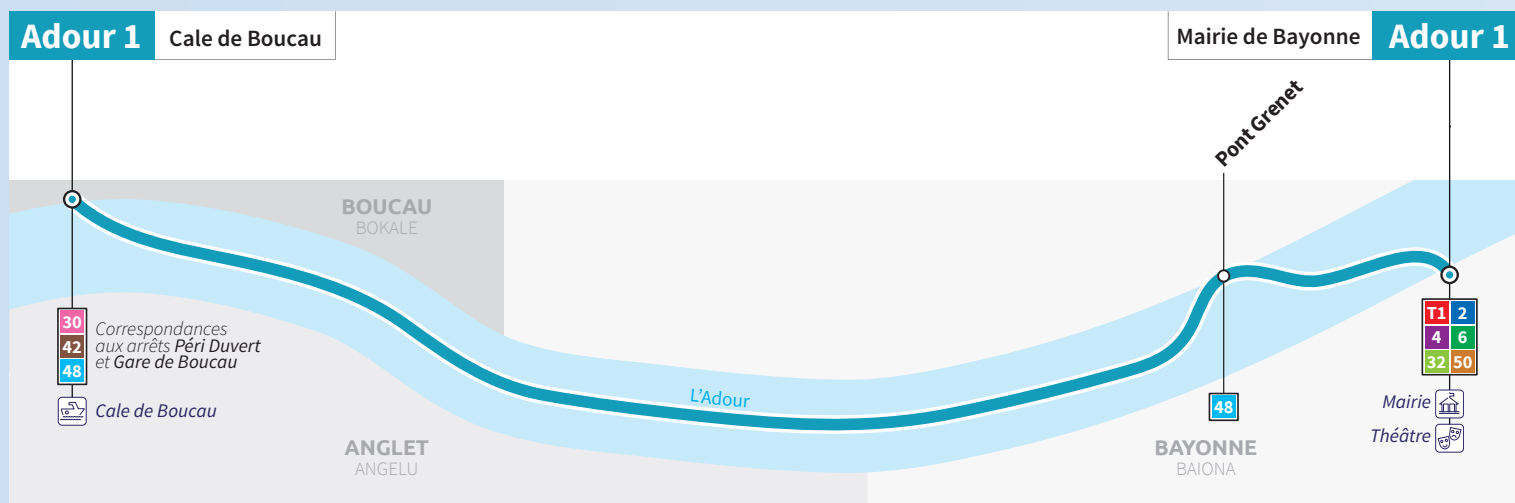 Adour 1
Cale de Boucau
Mairie de Bayonne
Adour 1
Pont Grenet
BOUCAU
BOKALE
30
42
48
Correspondances
aux arrêts Péri Duvert
et Gare de Boucau
Cale de Boucau
L'Adour
ANGLET
ANGELU
48
BAYONNE
BAIONA
T1 2
4 6
32 50
Mairie
Théâtre